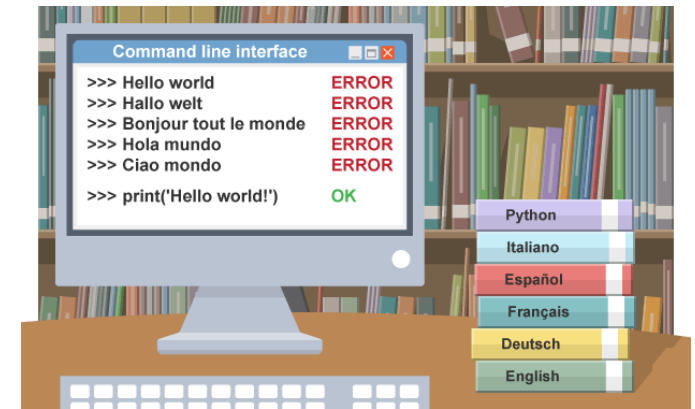 Command line interface
>>> Hello world ERROR
>>> Hallo welt ERROR
>>> Bonjour tout le monde ERROR
>>> Hola mundo ERROR
>>> Ciao mondo ERROR
>>> print('Hello world!') OK
Python
Italiano
Español
Français
Deutsch
English